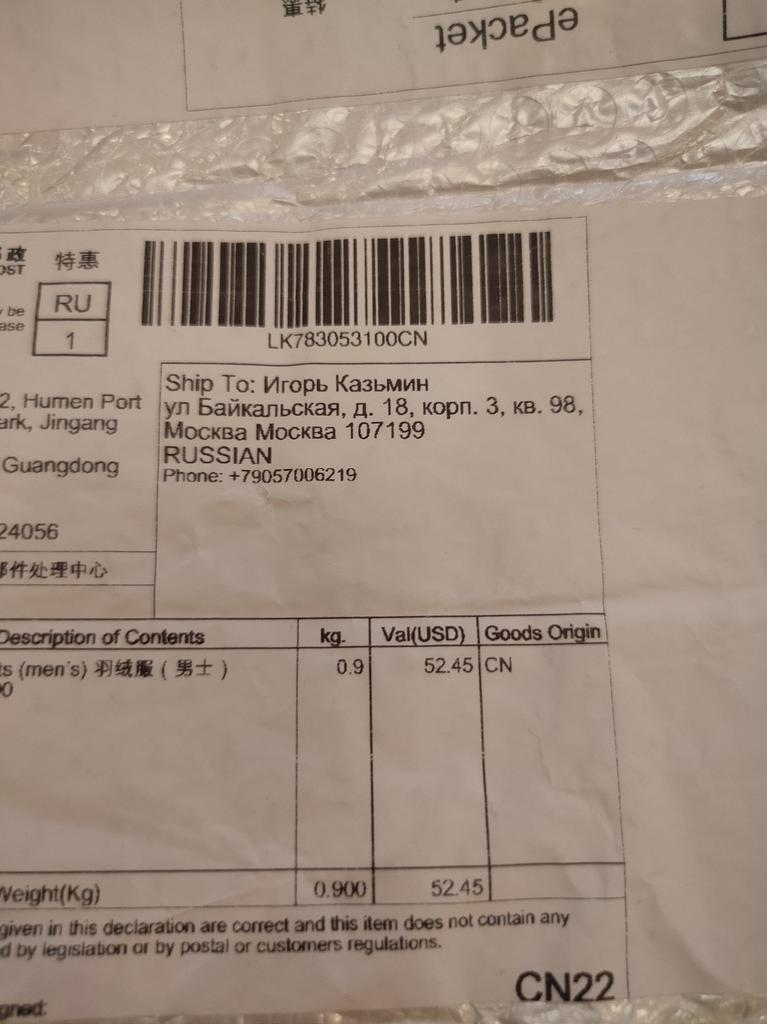 ePacket
特惠
政 特惠
OST
RU
be
ase
1
LK783053100CN
Ship To: Игорь Казьмин
ул Байкальская, д. 18, корп. 3, кв. 98,
Москва Москва 107199
RUSSIAN
Phone: +79057006219
2, Humen Port
ark, Jingang
Guangdong
24056
件处理中心
Description of Contents kg. Val(USD) Goods Origin
ts (men's) 羽绒服 ( 男士 ) 0.9 52.45 CN
0
Weight(Kg) 0.900 52.45
given in this declaration are correct and this item does not contain any
d by legislation or by postal or customers regulations.
CN22
gned: